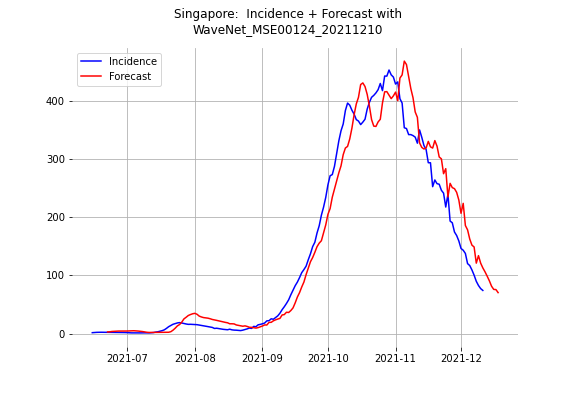 Singapore:  Incidence + Forecast with
WaveNet_MSE00124_20211210
Incidence
Forecast
400
300
200
100
0
2021-07
2021-08
2021-09
2021-10
2021-11
2021-12